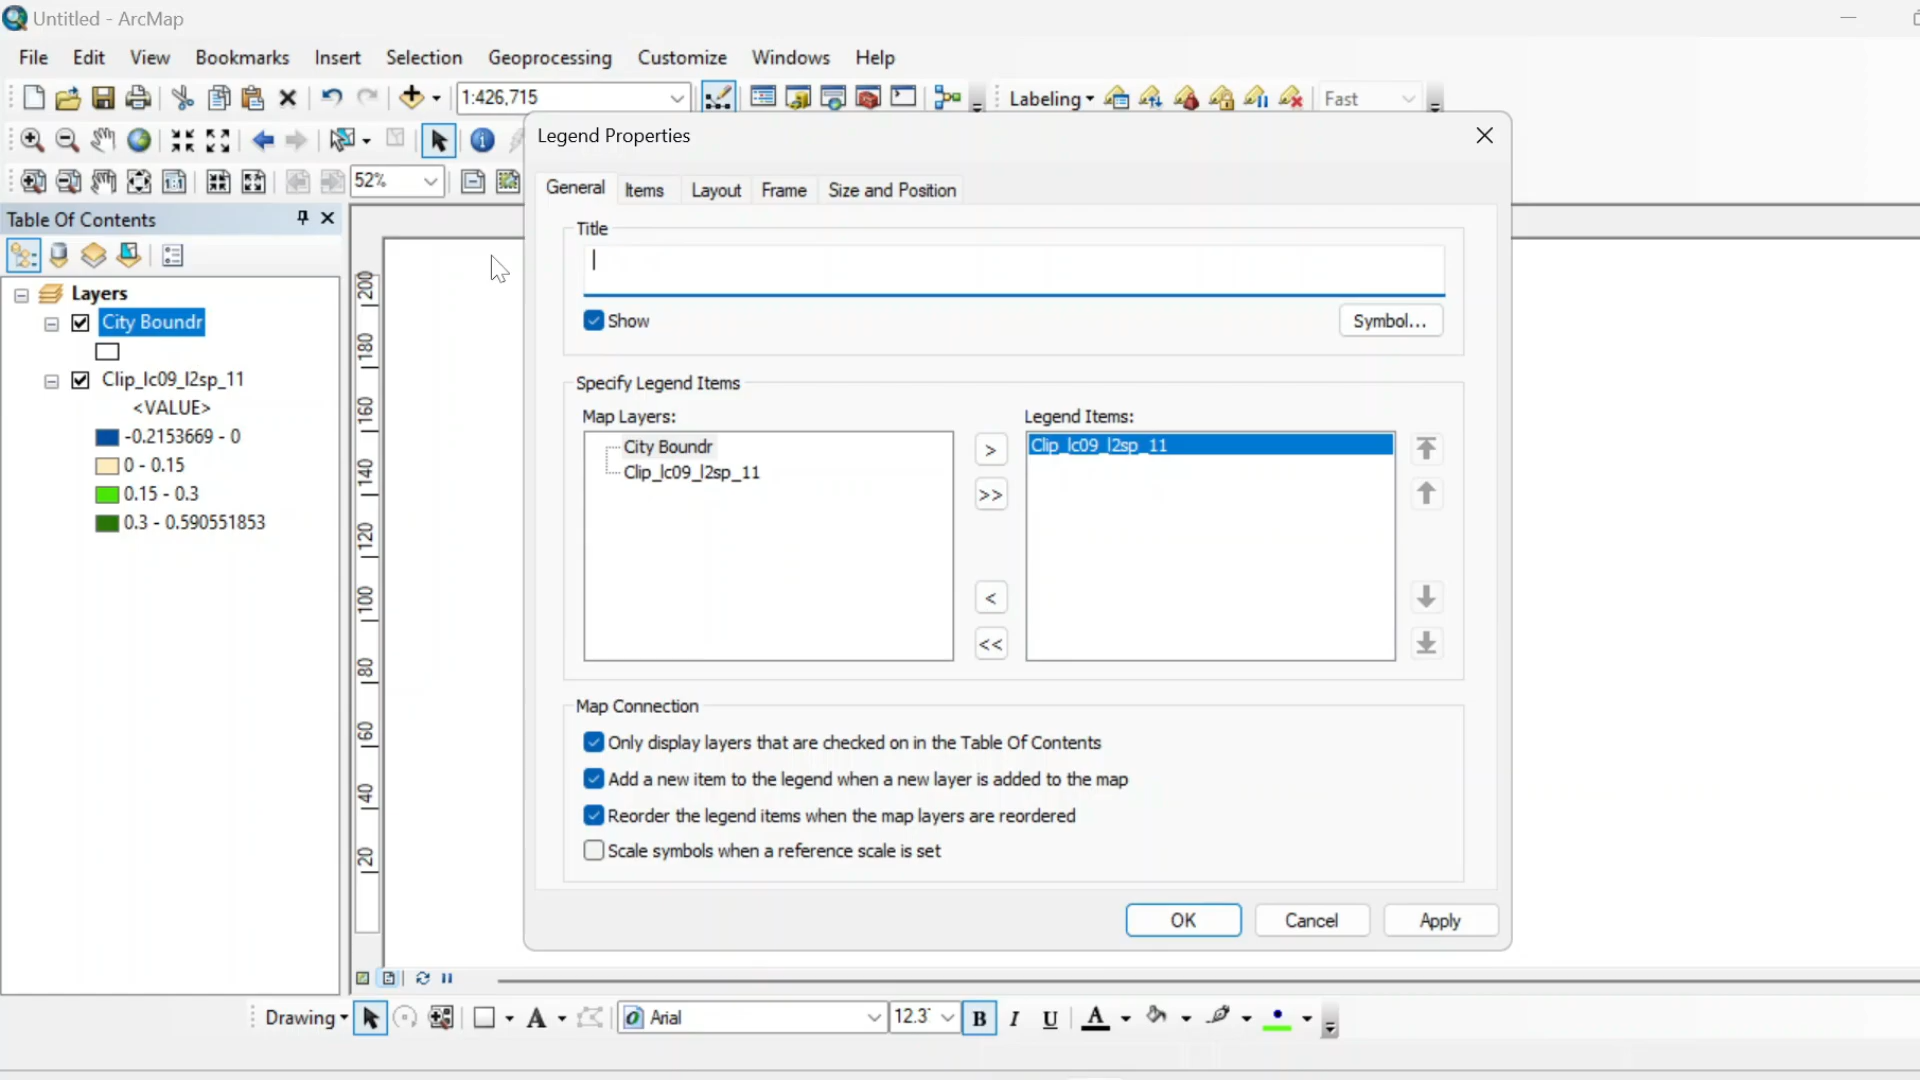 Untitled - ArcMap
File Edit View Bookmarks Insert Selection Geoprocessing Customize Windows Help
1:426,715 Labeling Fast
Legend Properties
52%
General Items Layout Frame Size and Position
Table Of Contents
Title
Layers
City Boundr
Show Symbol...
Clip_lc09_l2sp_11
<VALUE>
-0.2153669 - 0
0 - 0.15
0.15 - 0.3
0.3 - 0.590551853
Specify Legend Items
Map Layers: Legend Items:
City Boundr
Clip_lc09_l2sp_11
Clip_lc09_l2sp_11
>
>>
<
<<
200
180
160
140
120
100
80
60
40
20
Map Connection
Only display layers that are checked on in the Table Of Contents
Add a new item to the legend when a new layer is added to the map
Reorder the legend items when the map layers are reordered
Scale symbols when a reference scale is set
OK Cancel Apply
Drawing A Arial 12.3 B I U A